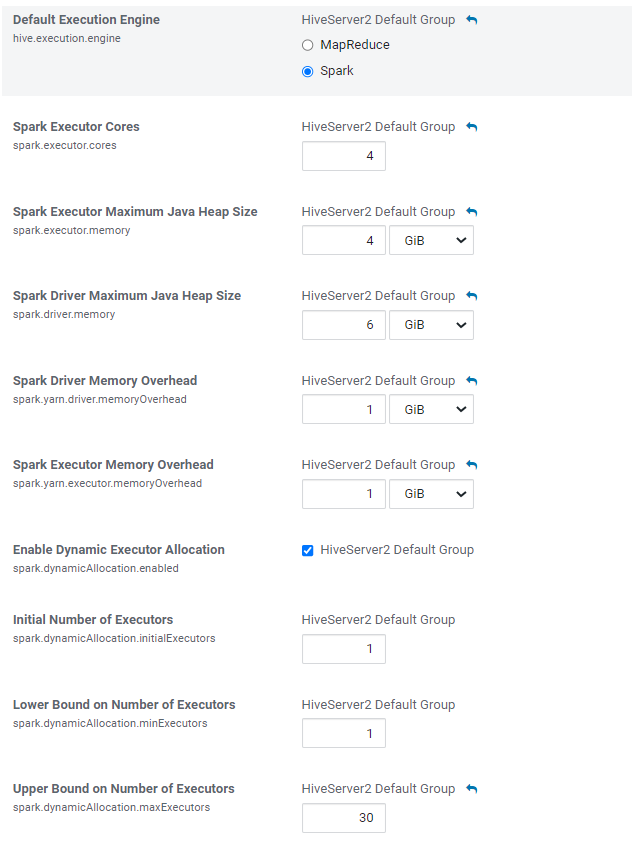 Default Execution Engine
HiveServer2 Default Group
hive.execution.engine
MapReduce
Spark
Spark Executor Cores
HiveServer2 Default Group
spark.executor.cores
4
Spark Executor Maximum Java Heap Size
HiveServer2 Default Group
spark.executor.memory
4 GiB
Spark Driver Maximum Java Heap Size
HiveServer2 Default Group
spark.driver.memory
6 GiB
Spark Driver Memory Overhead
HiveServer2 Default Group
spark.yarn.driver.memoryOverhead
1 GiB
Spark Executor Memory Overhead
HiveServer2 Default Group
spark.yarn.executor.memoryOverhead
1 GiB
Enable Dynamic Executor Allocation
HiveServer2 Default Group
spark.dynamicAllocation.enabled
Initial Number of Executors
HiveServer2 Default Group
spark.dynamicAllocation.initialExecutors
1
Lower Bound on Number of Executors
HiveServer2 Default Group
spark.dynamicAllocation.minExecutors
1
Upper Bound on Number of Executors
HiveServer2 Default Group
spark.dynamicAllocation.maxExecutors
30